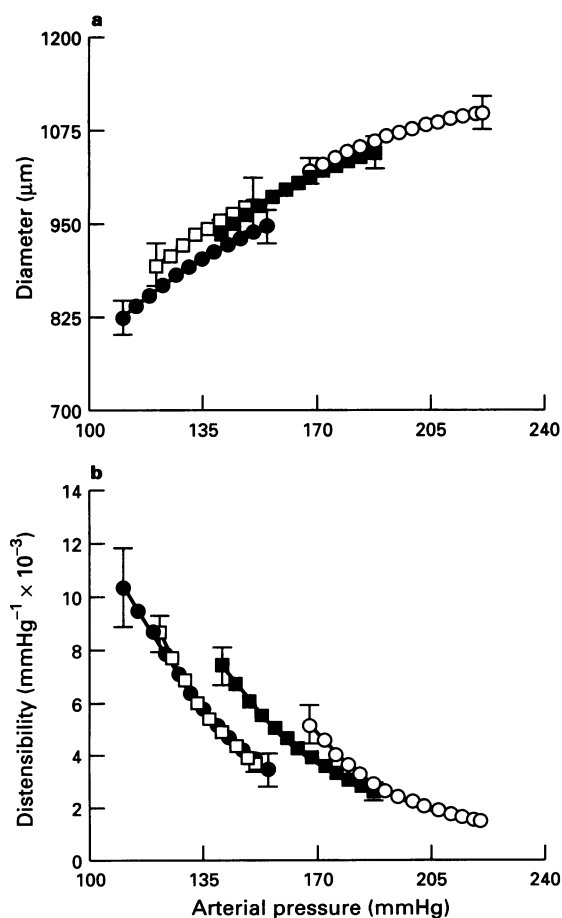 a
1200
1075
950
825
700
Diameter (μm)
100 135 170 205 240
b
14
12
10
8
6
4
2
0
Distensibility (mmHg⁻¹ × 10⁻³)
100 135 170 205 240
Arterial pressure (mmHg)